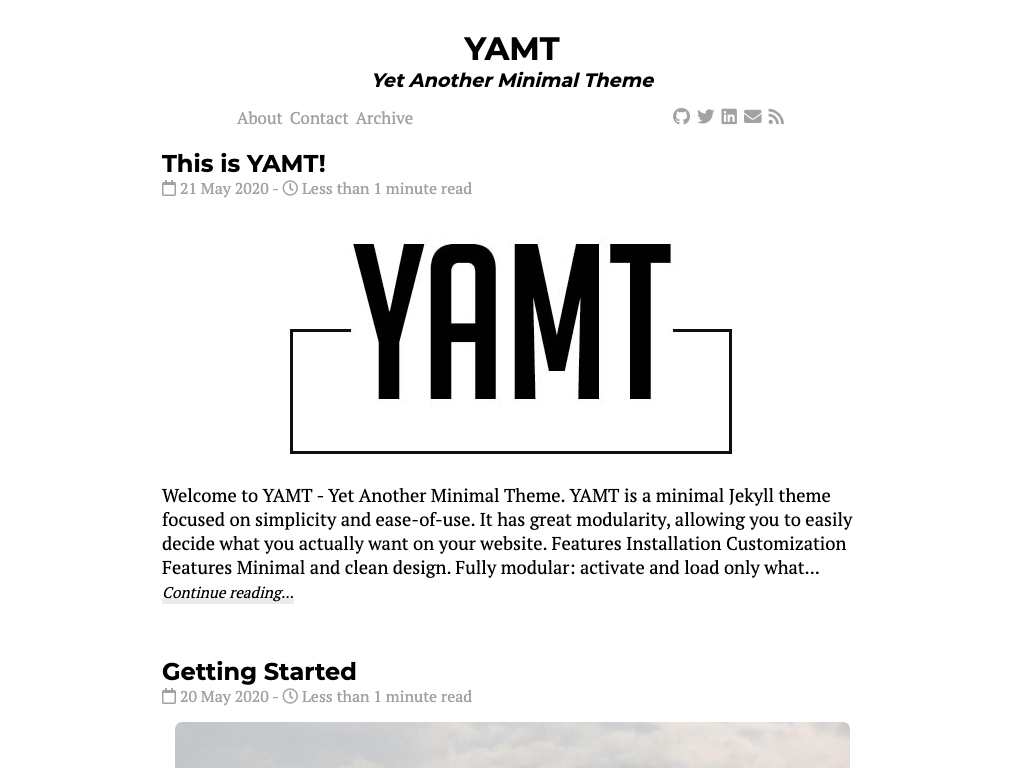 YAMT
Yet Another Minimal Theme
About Contact Archive
This is YAMT!
21 May 2020 - Less than 1 minute read
YAMT
Welcome to YAMT - Yet Another Minimal Theme. YAMT is a minimal Jekyll theme
focused on simplicity and ease-of-use. It has great modularity, allowing you to easily
decide what you actually want on your website. Features Installation Customization
Features Minimal and clean design. Fully modular: activate and load only what...
Continue reading...
Getting Started
20 May 2020 - Less than 1 minute read